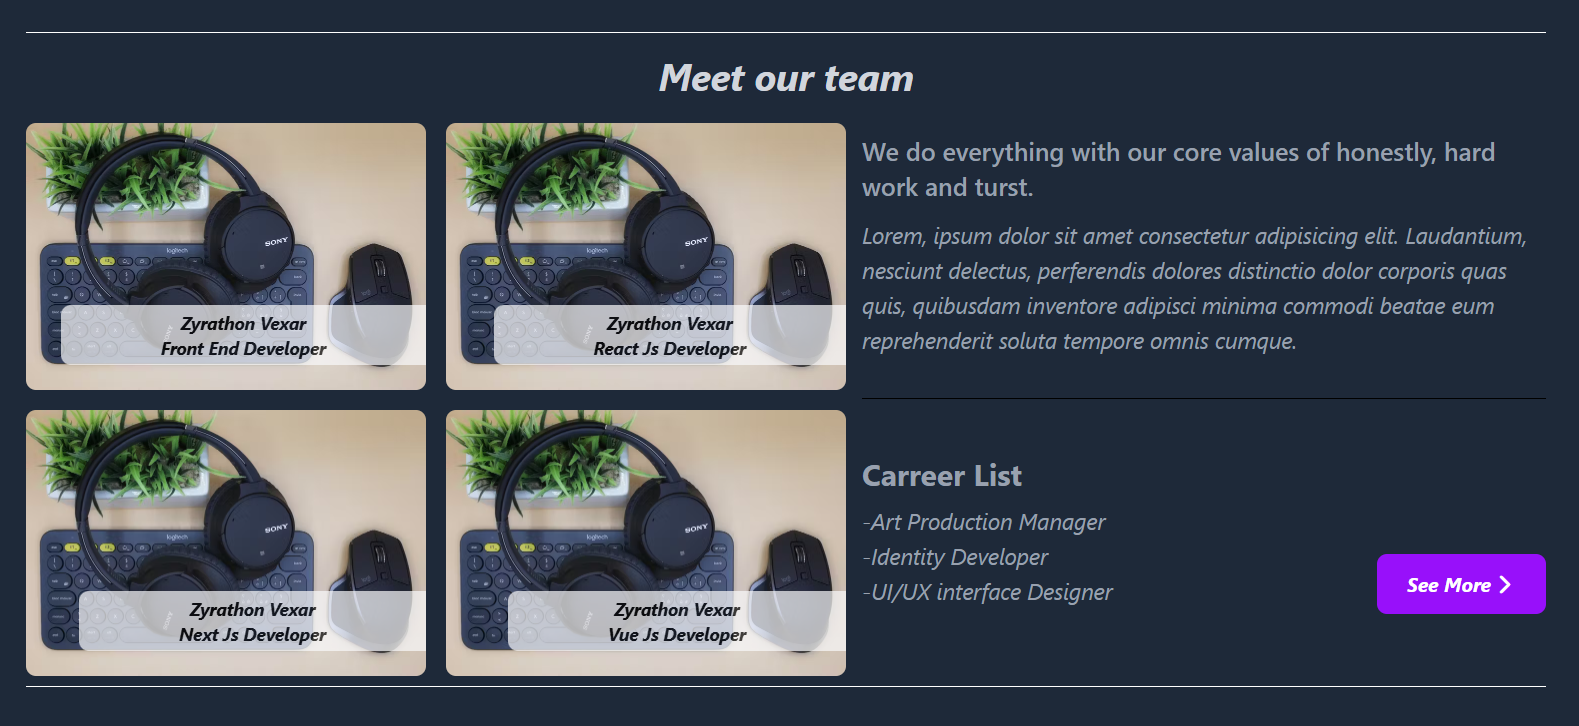 Meet our team
SONY
logitech
Zyrathon Vexar
Front End Developer
SONY
logitech
Zyrathon Vexar
React Js Developer
We do everything with our core values of honestly, hard
work and turst.
Lorem, ipsum dolor sit amet consectetur adipisicing elit. Laudantium,
nesciunt delectus, perferendis dolores distinctio dolor corporis quas
quis, quibusdam inventore adipisci minima commodi beatae eum
reprehenderit soluta tempore omnis cumque.
SONY
logitech
Zyrathon Vexar
Next Js Developer
SONY
logitech
Zyrathon Vexar
Vue Js Developer
Carreer List
-Art Production Manager
-Identity Developer
-UI/UX interface Designer
See More